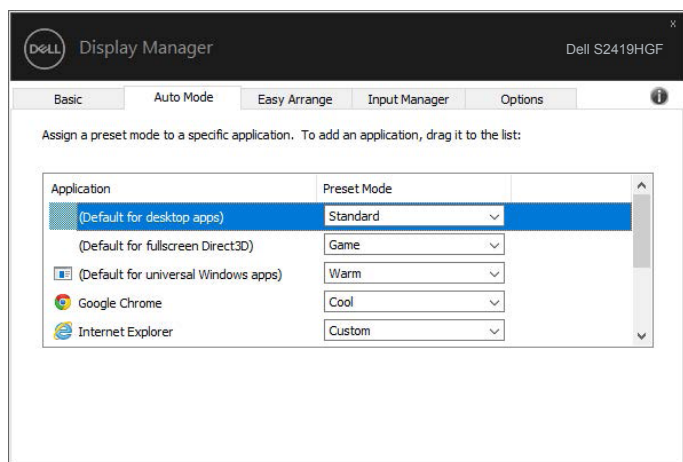 x
DELL Display Manager Dell S2419HGF
Basic Auto Mode Easy Arrange Input Manager Options
Assign a preset mode to a specific application. To add an application, drag it to the list:
Application Preset Mode
(Default for desktop apps) Standard
(Default for fullscreen Direct3D) Game
(Default for universal Windows apps) Warm
Google Chrome Cool
Internet Explorer Custom